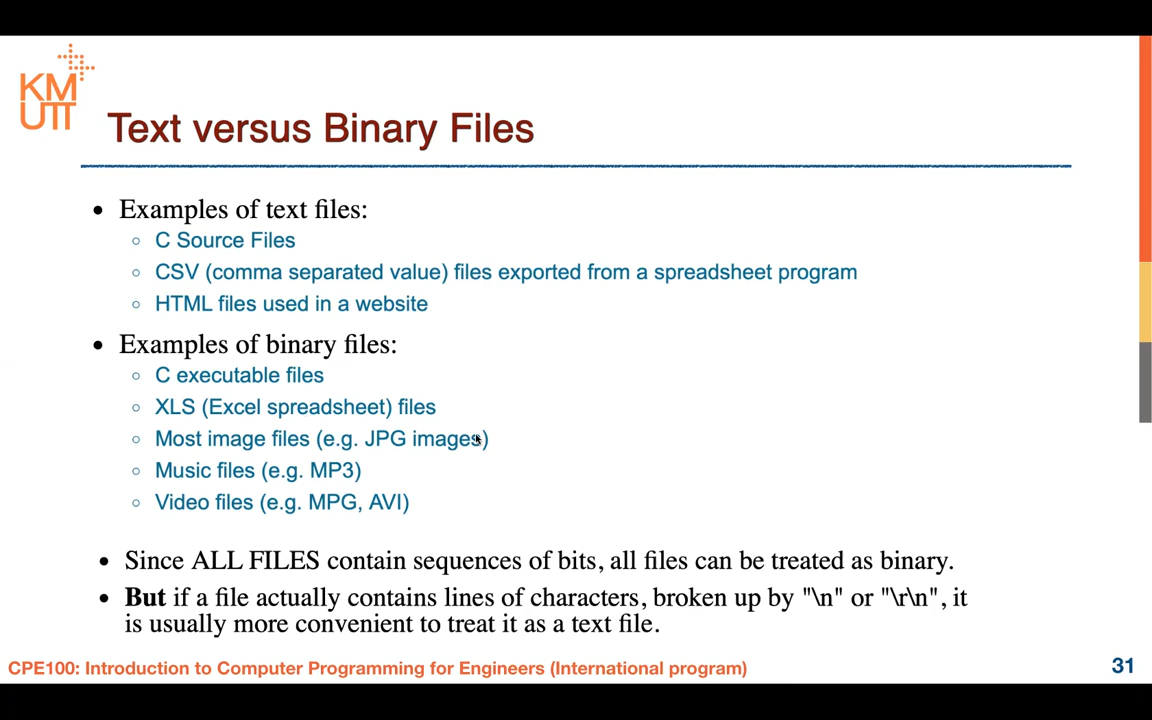 KM
UTT
Text versus Binary Files
• Examples of text files:
○ C Source Files
○ CSV (comma separated value) files exported from a spreadsheet program
○ HTML files used in a website
• Examples of binary files:
○ C executable files
○ XLS (Excel spreadsheet) files
○ Most image files (e.g. JPG images)
○ Music files (e.g. MP3)
○ Video files (e.g. MPG, AVI)
• Since ALL FILES contain sequences of bits, all files can be treated as binary.
• But if a file actually contains lines of characters, broken up by "\n" or "\r\n", it
is usually more convenient to treat it as a text file.
CPE100: Introduction to Computer Programming for Engineers (International program)
31